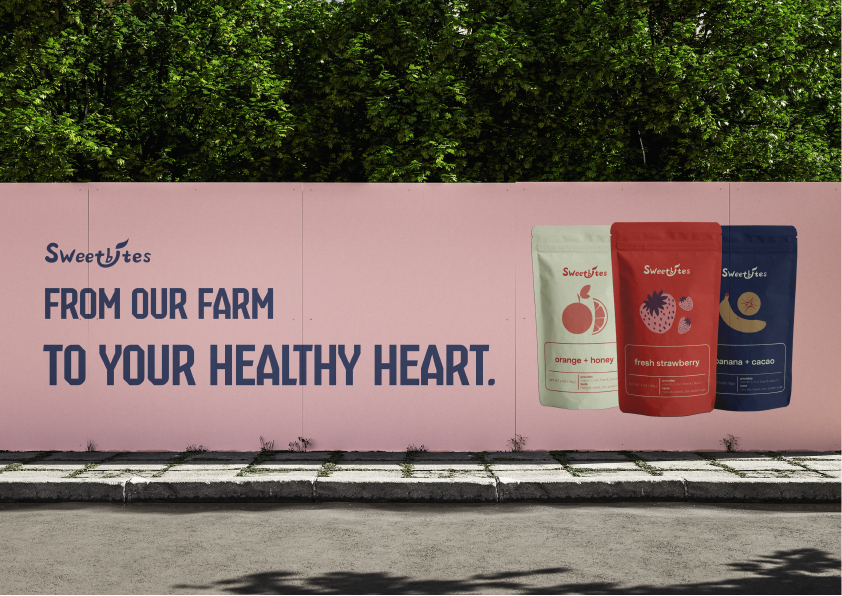 Sweetbites
FROM OUR FARM
TO YOUR HEALTHY HEART.
Sweetbites
orange + honey
Sweetbites
fresh strawberry
Sweetbites
banana + cacao